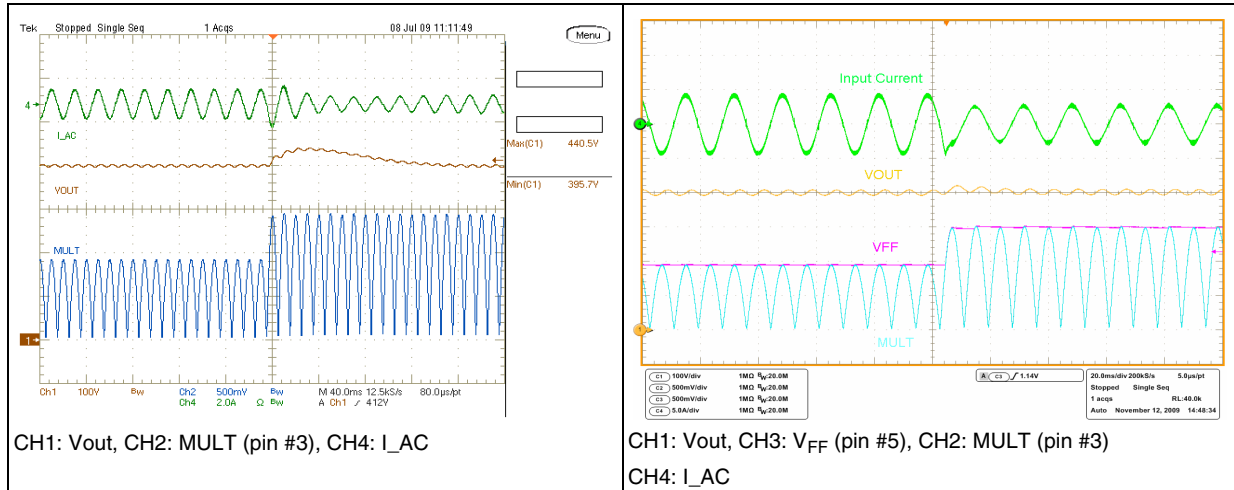 Tek Stopped Single Seq 1 Acqs 08 Jul 09 11:11:49
Menu
4
I_AC
Max(C1) 440.5V
VOUT
Min(C1) 395.7V
MULT
1
Ch1 100V Bw Ch2 500mV Bw M 40.0ms 12.5kS/s 80.0µs/pt
Ch4 2.0A Ω Bw A Ch1 ∕ 412V
CH1: Vout, CH2: MULT (pin #3), CH4: I_AC
Input Current
4
VOUT
VFF
1
MULT
C1 100V/div 1MΩ BW:20.0M
C2 500mV/div 1MΩ BW:20.0M
C3 500mV/div 1MΩ BW:20.0M
C4 5.0A/div 1MΩ BW:20.0M
A C3 ∫ 1.14V
20.0ms/div 200kS/s 5.0µs/pt
Stopped Single Seq
1 acqs RL:40.0k
Auto November 12, 2009 14:48:34
CH1: Vout, CH3: VFF (pin #5), CH2: MULT (pin #3)
CH4: I_AC